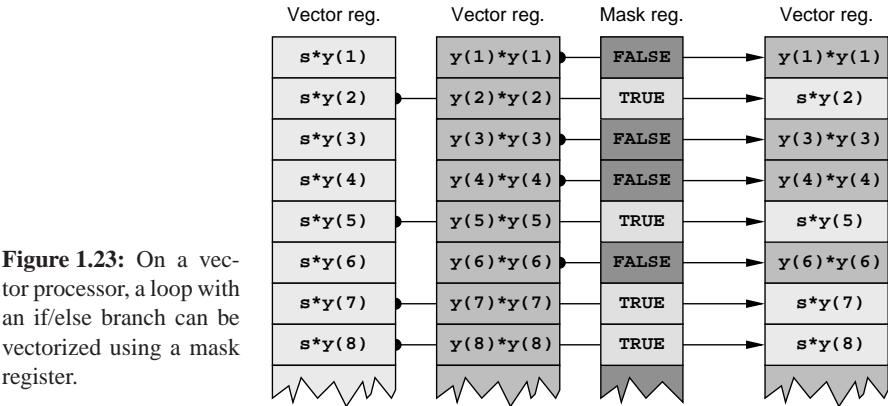 Vector reg. Vector reg. Mask reg. Vector reg.
s*y(1) y(1)*y(1) FALSE y(1)*y(1)
s*y(2) y(2)*y(2) TRUE s*y(2)
s*y(3) y(3)*y(3) FALSE y(3)*y(3)
s*y(4) y(4)*y(4) FALSE y(4)*y(4)
s*y(5) y(5)*y(5) TRUE s*y(5)
s*y(6) y(6)*y(6) FALSE y(6)*y(6)
s*y(7) y(7)*y(7) TRUE s*y(7)
s*y(8) y(8)*y(8) TRUE s*y(8)
Figure 1.23: On a vec-
tor processor, a loop with
an if/else branch can be
vectorized using a mask
register.